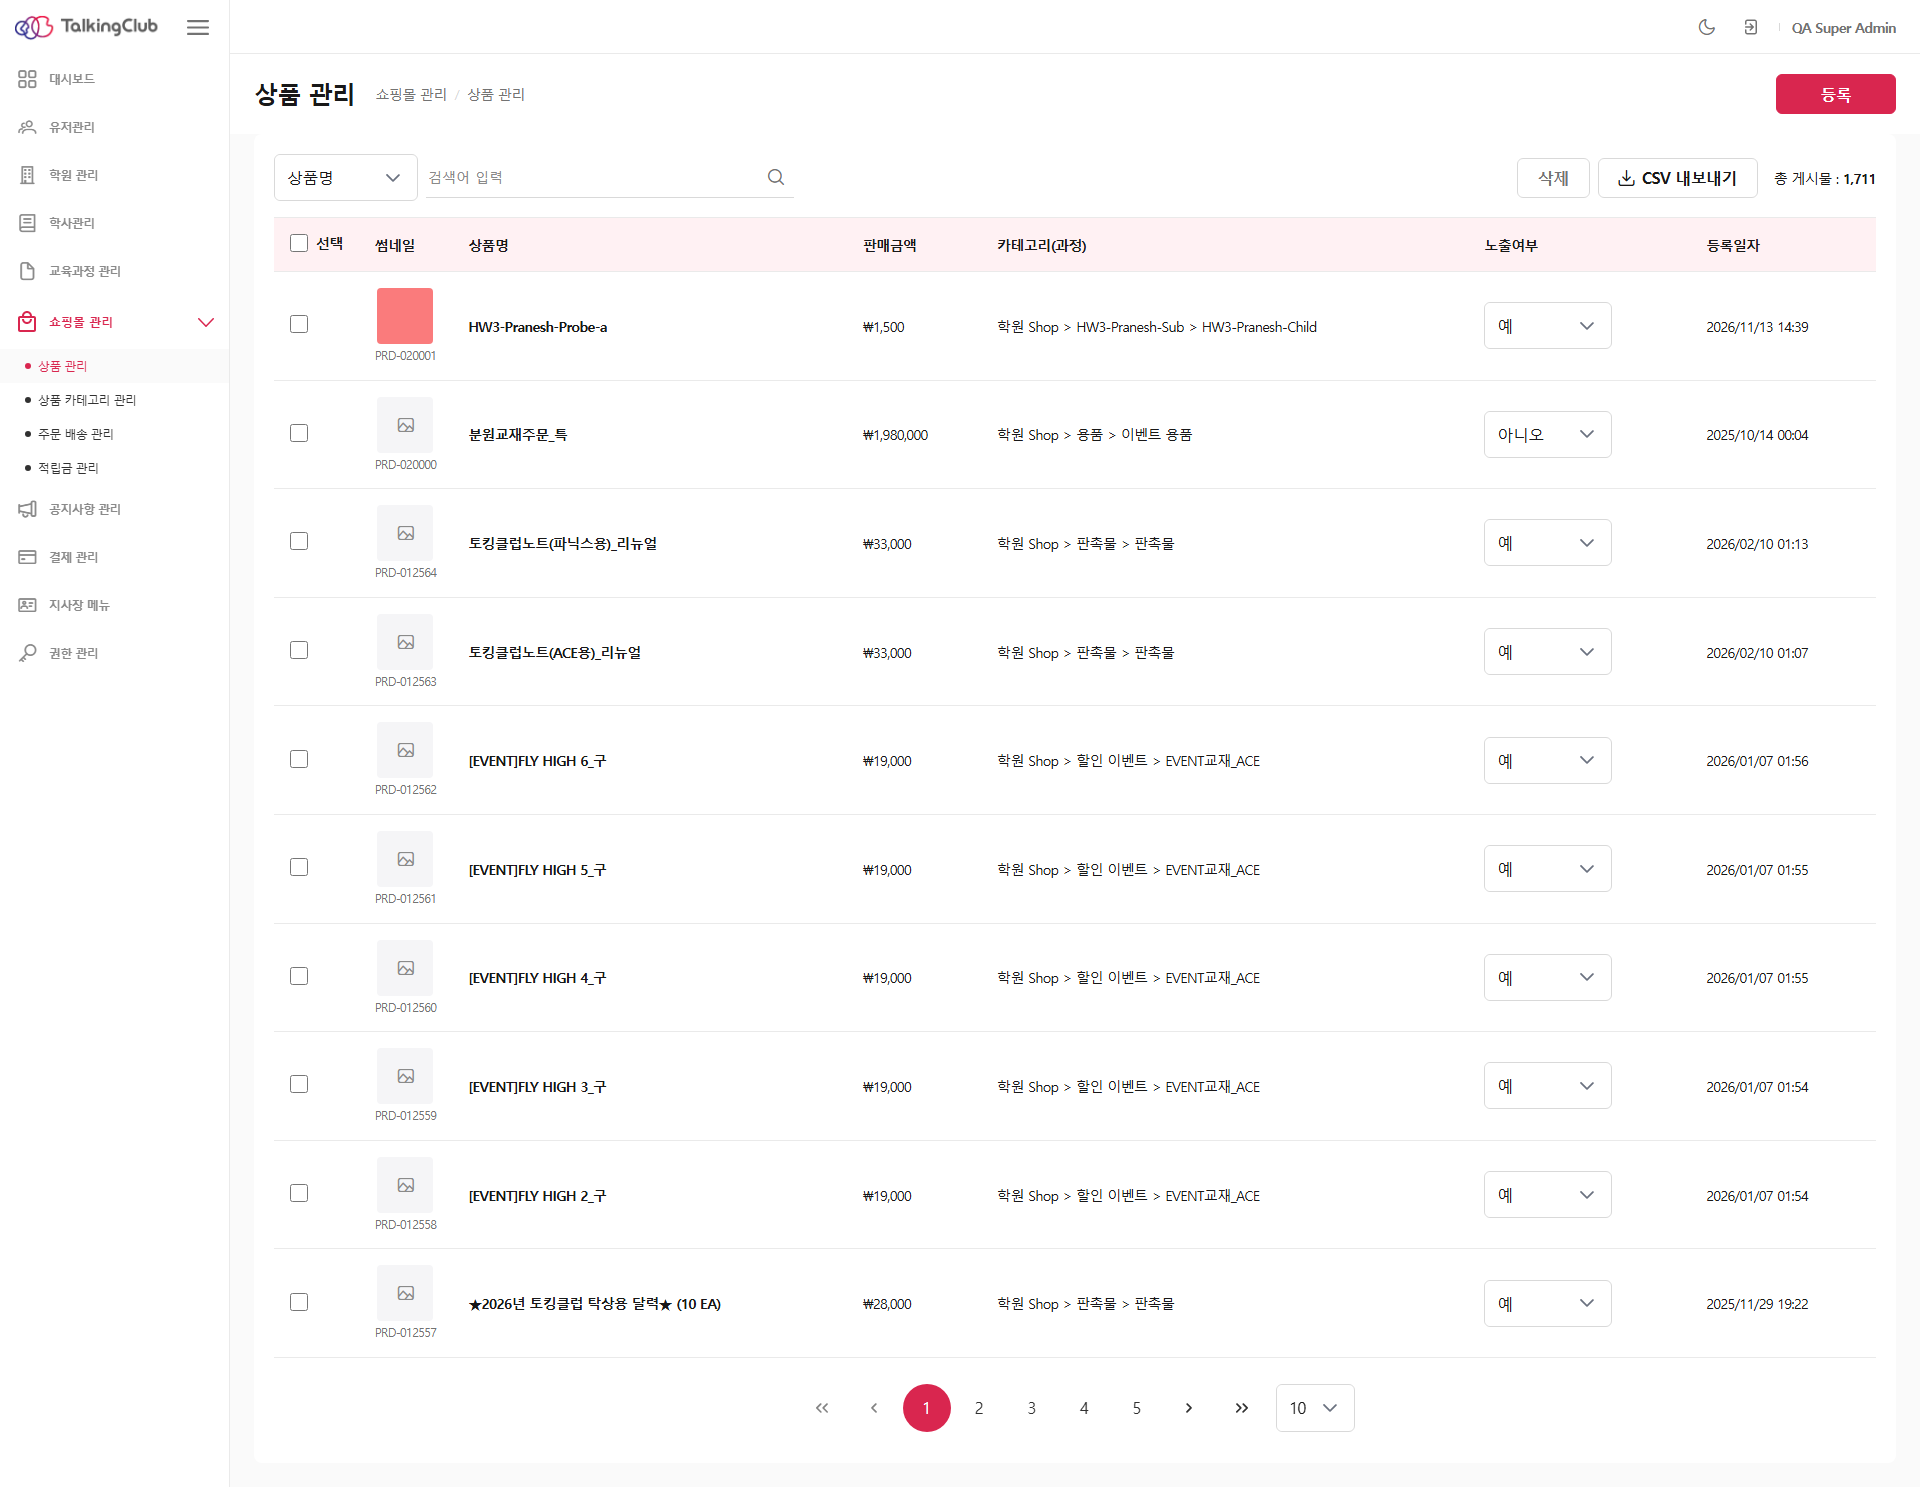 TalkingClub
QA Super Admin
대시보드
유저관리
학원 관리
학사관리
교육과정 관리
쇼핑몰 관리
상품 관리
상품 카테고리 관리
주문 배송 관리
적립금 관리
공지사항 관리
결제 관리
지사장 메뉴
권한 관리
상품 관리 쇼핑몰 관리 / 상품 관리
등록
상품명 검색어 입력 삭제 CSV 내보내기 총 게시물 : 1,711
선택 썸네일 상품명 판매금액 카테고리(과정) 노출여부 등록일자
HW3-Pranesh-Probe-a ₩1,500 학원 Shop > HW3-Pranesh-Sub > HW3-Pranesh-Child 예 2026/11/13 14:39
PRD-020001
분원교재주문_특 ₩1,980,000 학원 Shop > 용품 > 이벤트 용품 아니오 2025/10/14 00:04
PRD-020000
토킹클럽노트(파닉스용)_리뉴얼 ₩33,000 학원 Shop > 판촉물 > 판촉물 예 2026/02/10 01:13
PRD-012564
토킹클럽노트(ACE용)_리뉴얼 ₩33,000 학원 Shop > 판촉물 > 판촉물 예 2026/02/10 01:07
PRD-012563
[EVENT]FLY HIGH 6_구 ₩19,000 학원 Shop > 할인 이벤트 > EVENT교재_ACE 예 2026/01/07 01:56
PRD-012562
[EVENT]FLY HIGH 5_구 ₩19,000 학원 Shop > 할인 이벤트 > EVENT교재_ACE 예 2026/01/07 01:55
PRD-012561
[EVENT]FLY HIGH 4_구 ₩19,000 학원 Shop > 할인 이벤트 > EVENT교재_ACE 예 2026/01/07 01:55
PRD-012560
[EVENT]FLY HIGH 3_구 ₩19,000 학원 Shop > 할인 이벤트 > EVENT교재_ACE 예 2026/01/07 01:54
PRD-012559
[EVENT]FLY HIGH 2_구 ₩19,000 학원 Shop > 할인 이벤트 > EVENT교재_ACE 예 2026/01/07 01:54
PRD-012558
★2026년 토킹클럽 탁상용 달력★ (10 EA) ₩28,000 학원 Shop > 판촉물 > 판촉물 예 2025/11/29 19:22
PRD-012557
« ‹ 1 2 3 4 5 › » 10